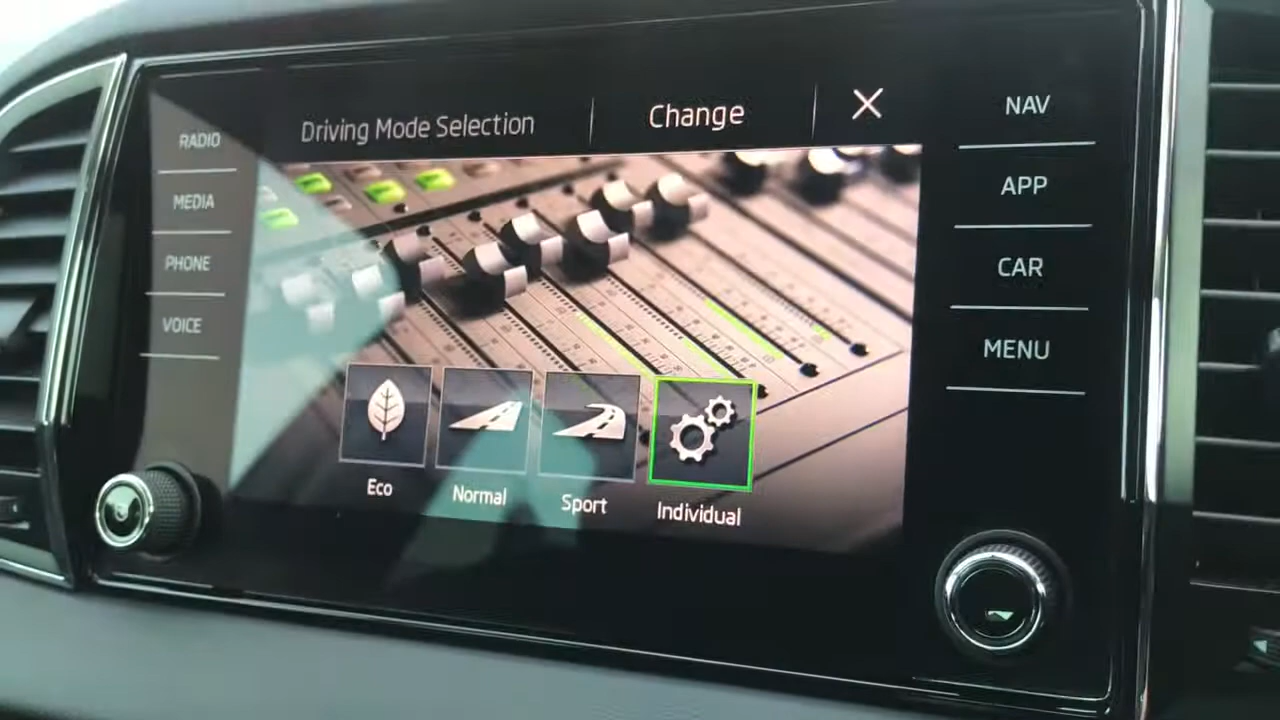 Driving Mode Selection
Change
RADIO
MEDIA
PHONE
VOICE
NAV
APP
CAR
MENU
Eco
Normal
Sport
Individual